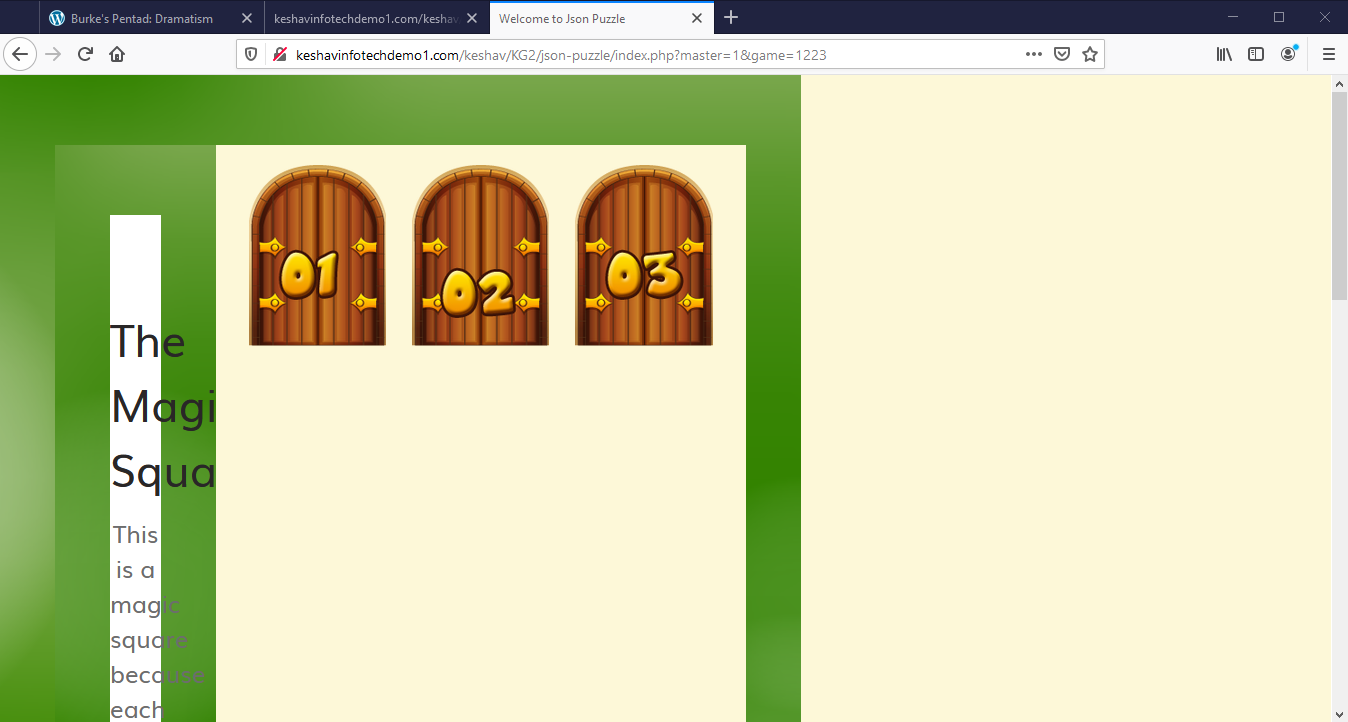 Burke's Pentad: Dramatism
keshavinfotechdemo1.com/keshav
Welcome to Json Puzzle
keshavinfotechdemo1.com/keshav/KG2/json-puzzle/index.php?master=1&game=1223
01
02
03
The
Magi
Squa
This
is a
magic
square
because
each